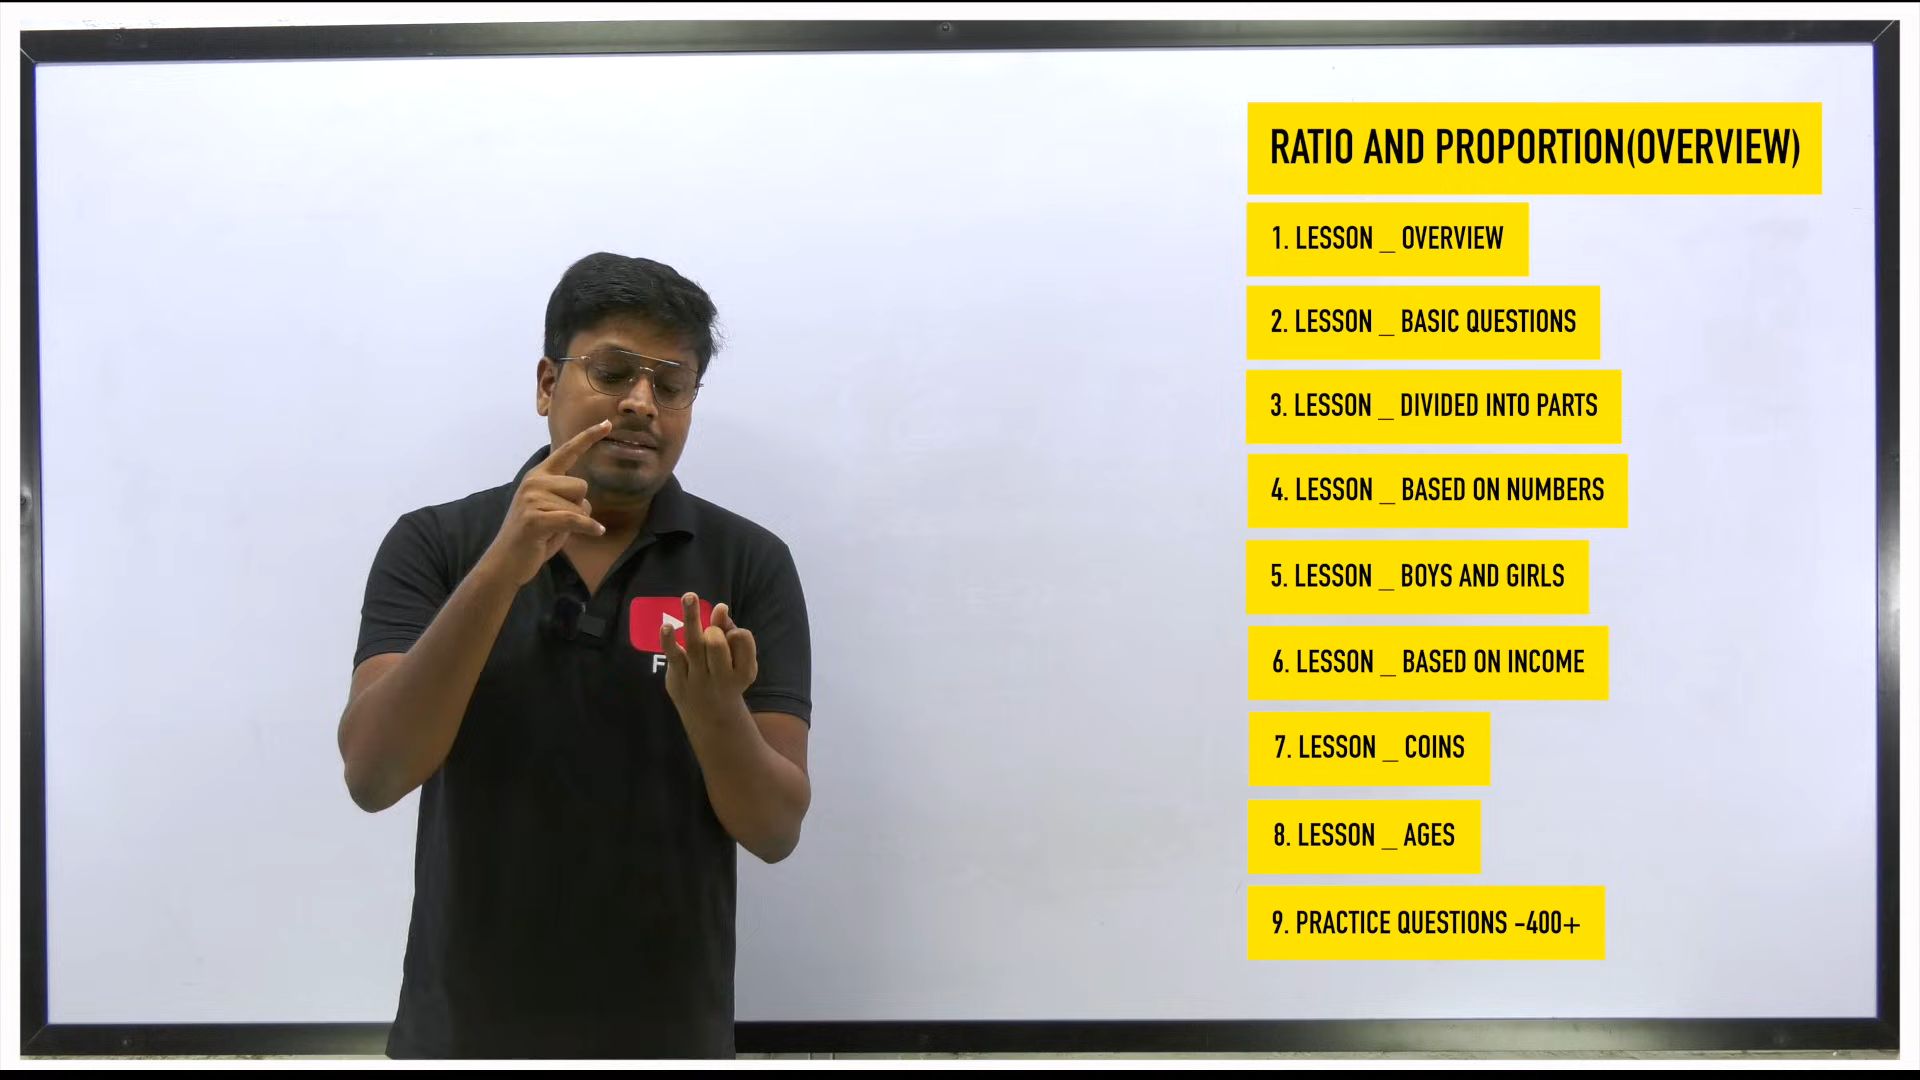 RATIO AND PROPORTION(OVERVIEW)
1. LESSON _ OVERVIEW
2. LESSON _ BASIC QUESTIONS
3. LESSON _ DIVIDED INTO PARTS
4. LESSON _ BASED ON NUMBERS
5. LESSON _ BOYS AND GIRLS
6. LESSON _ BASED ON INCOME
7. LESSON _ COINS
8. LESSON _ AGES
9. PRACTICE QUESTIONS -400+